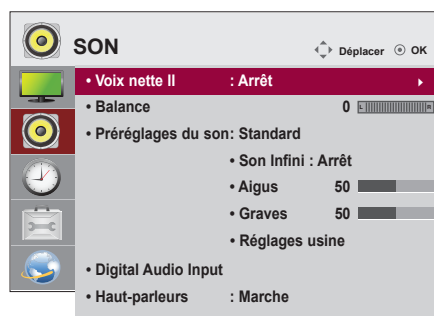 SON
Déplacer OK
• Voix nette II : Arrêt
• Balance 0 L R
• Préréglages du son: Standard
• Son Infini : Arrêt
• Aigus 50
• Graves 50
• Réglages usine
• Digital Audio Input
• Haut-parleurs : Marche